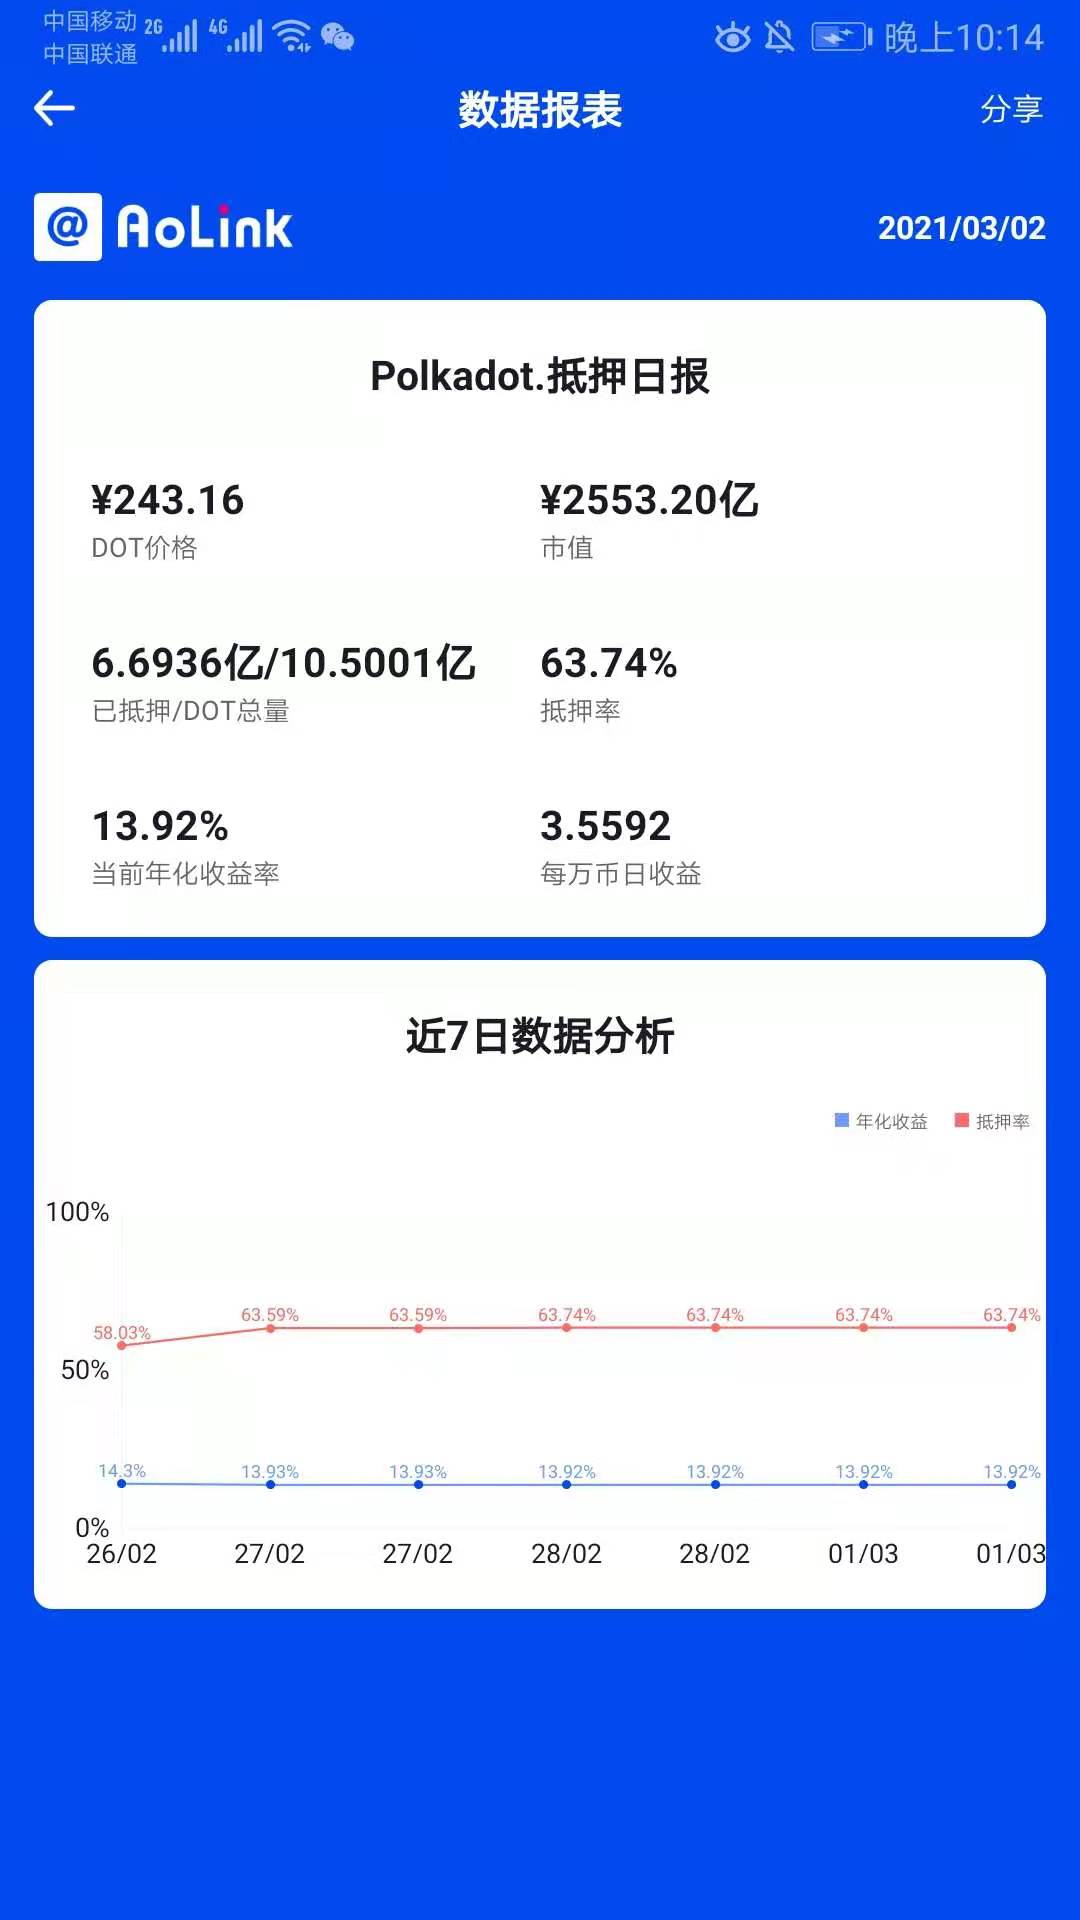 中国移动 2G 4G
中国联通
晚上10:14
数据报表
分享
@ AoLink
2021/03/02
Polkadot.抵押日报
¥243.16
DOT价格
¥2553.20亿
市值
6.6936亿/10.5001亿
已抵押/DOT总量
63.74%
抵押率
13.92%
当前年化收益率
3.5592
每万币日收益
近7日数据分析
年化收益 抵押率
100%
58.03% 63.59% 63.59% 63.74% 63.74% 63.74% 63.74%
50%
14.3% 13.93% 13.93% 13.92% 13.92% 13.92% 13.92%
0%
26/02 27/02 27/02 28/02 28/02 01/03 01/03